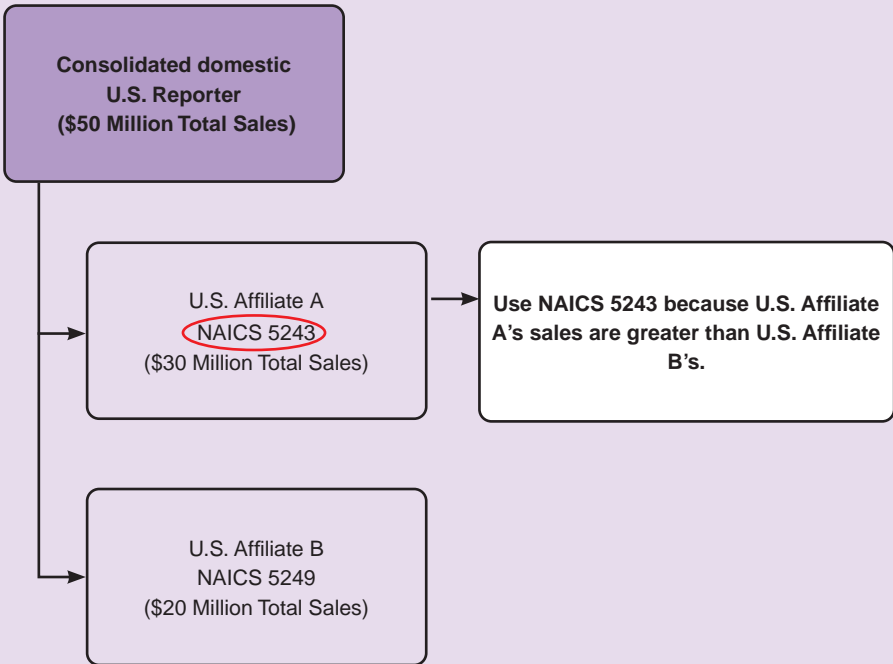 Consolidated domestic
U.S. Reporter
($50 Million Total Sales)
U.S. Affiliate A
NAICS 5243
($30 Million Total Sales)
Use NAICS 5243 because U.S. Affiliate
A’s sales are greater than U.S. Affiliate
B’s.
U.S. Affiliate B
NAICS 5249
($20 Million Total Sales)